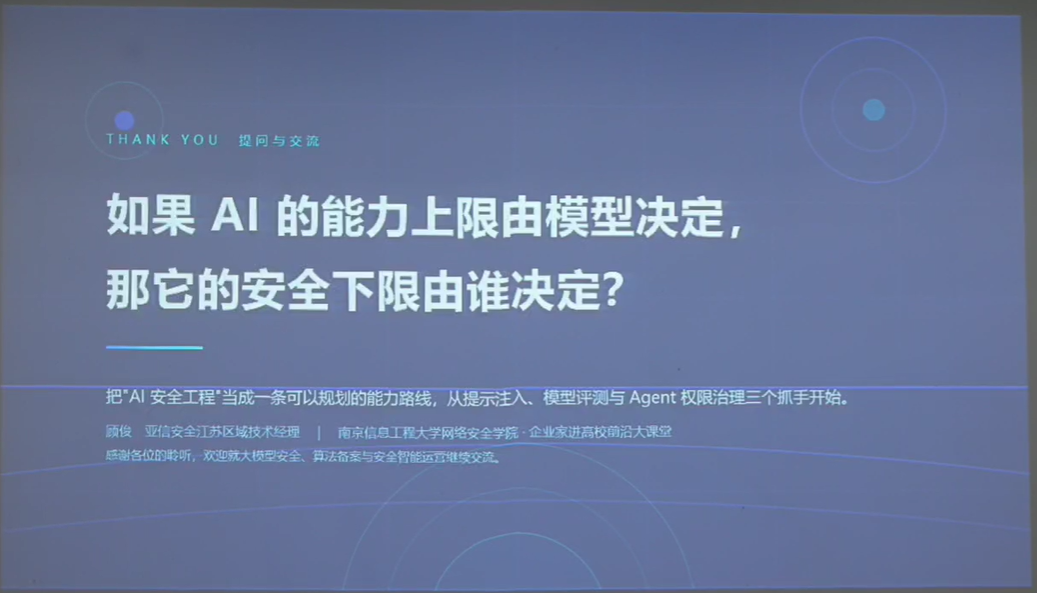 THANK YOU 提问与交流
如果 AI 的能力上限由模型决定，
那它的安全下限由谁决定？
把"AI 安全工程"当成一条可以规划的能力路线，从提示注入、模型评测与 Agent 权限治理三个抓手开始。
顾俊 亚信安全江苏区域技术经理 | 南京信息工程大学网络安全学院 · 企业家进高校前沿大课堂
感谢各位的聆听，欢迎就大模型安全、算法备案与安全智能运营继续交流。